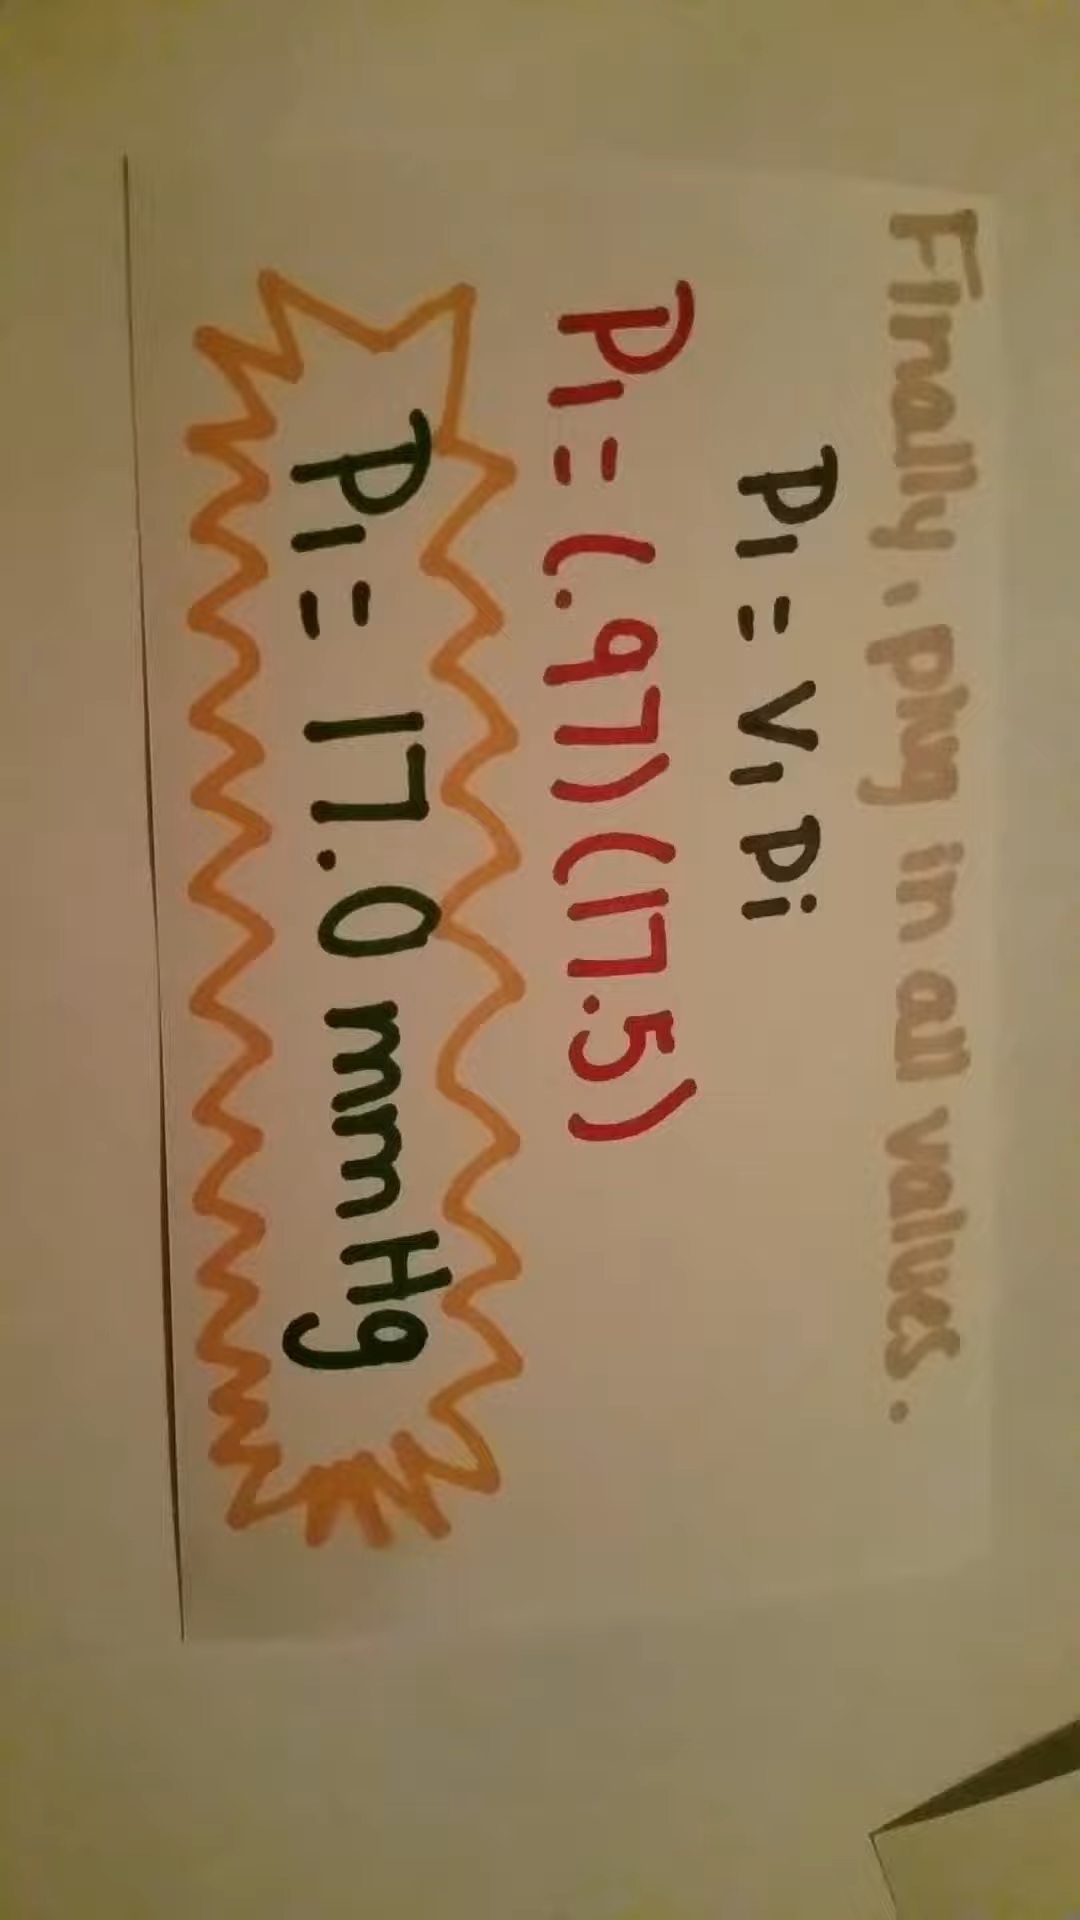 Finally, plug in all values.
P1 = V1 Pi
P1 = (.97)(17.5)
P1 = 17.0 mmHg